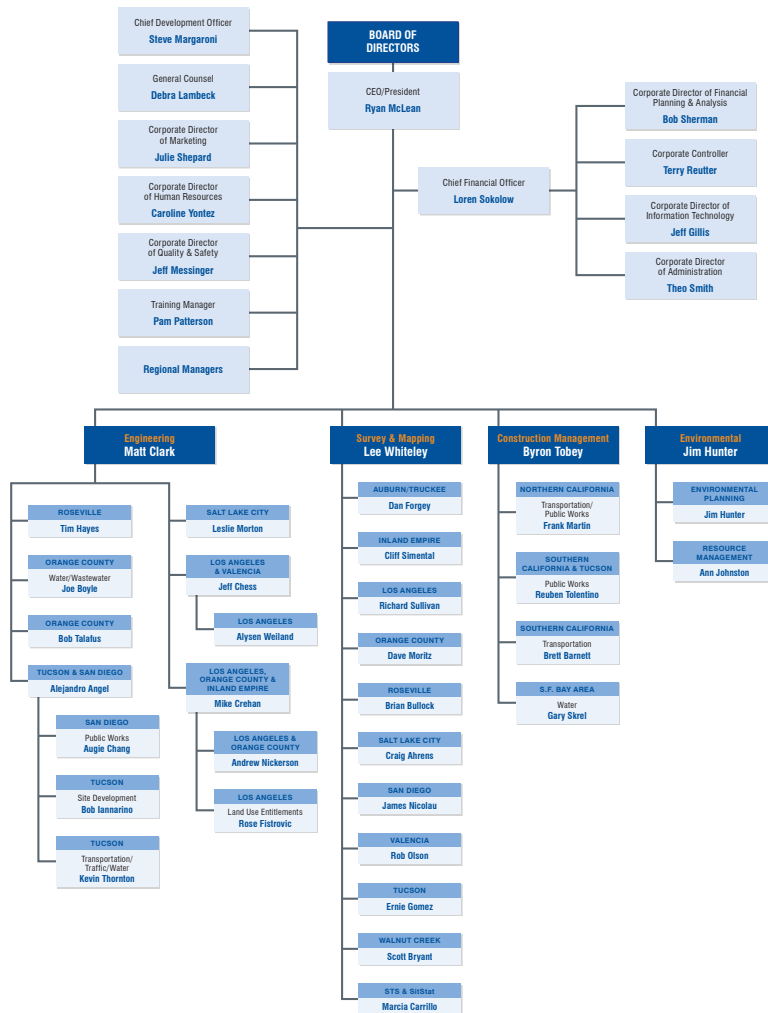 Chief Development Officer
Steve Margaroni
General Counsel
Debra Lambeck
Corporate Director
of Marketing
Julie Shepard
Corporate Director
of Human Resources
Caroline Yontez
Corporate Director
of Quality & Safety
Jeff Messinger
Training Manager
Pam Patterson
Regional Managers
BOARD OF
DIRECTORS
CEO/President
Ryan McLean
Chief Financial Officer
Loren Sokolow
Corporate Director of Financial
Planning & Analysis
Bob Sherman
Corporate Controller
Terry Reutter
Corporate Director of
Information Technology
Jeff Gillis
Corporate Director
of Administration
Theo Smith
Engineering
Matt Clark
ROSEVILLE
Tim Hayes
ORANGE COUNTY
Water/Wastewater
Joe Boyle
ORANGE COUNTY
Bob Talafus
TUCSON & SAN DIEGO
Alejandro Angel
SAN DIEGO
Public Works
Augie Chang
TUCSON
Site Development
Bob Iannarino
TUCSON
Transportation/
Traffic/Water
Kevin Thornton
SALT LAKE CITY
Leslie Morton
LOS ANGELES
& VALENCIA
Jeff Chess
LOS ANGELES
Alysen Weiland
LOS ANGELES,
ORANGE COUNTY &
INLAND EMPIRE
Mike Crehan
LOS ANGELES &
ORANGE COUNTY
Andrew Nickerson
LOS ANGELES
Land Use Entitlements
Rose Fistrovic
Survey & Mapping
Lee Whiteley
AUBURN/TRUCKEE
Dan Forgey
INLAND EMPIRE
Cliff Simental
LOS ANGELES
Richard Sullivan
ORANGE COUNTY
Dave Moritz
ROSEVILLE
Brian Bullock
SALT LAKE CITY
Craig Ahrens
SAN DIEGO
James Nicolau
VALENCIA
Rob Olson
TUCSON
Ernie Gomez
WALNUT CREEK
Scott Bryant
STS & SitStat
Marcia Carrillo
Construction Management
Byron Tobey
NORTHERN CALIFORNIA
Transportation/
Public Works
Frank Martin
SOUTHERN
CALIFORNIA & TUCSON
Public Works
Reuben Tolentino
SOUTHERN CALIFORNIA
Transportation
Brett Barnett
S.F. BAY AREA
Water
Gary Skrel
Environmental
Jim Hunter
ENVIRONMENTAL
PLANNING
Jim Hunter
RESOURCE
MANAGEMENT
Ann Johnston